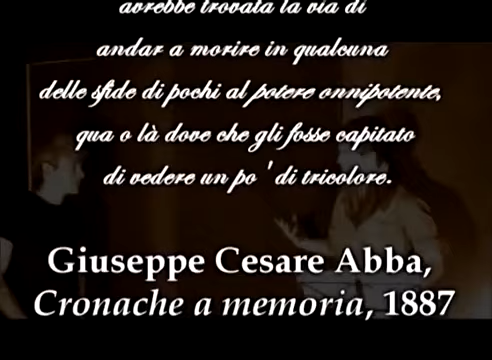 avrebbe trovata la via di
andar a morire in qualcuna
delle sfide di pochi al potere onnipotente,
qua o là dove che gli fosse capitato
di vedere un po ' di tricolore.
Giuseppe Cesare Abba,
Cronache a memoria, 1887